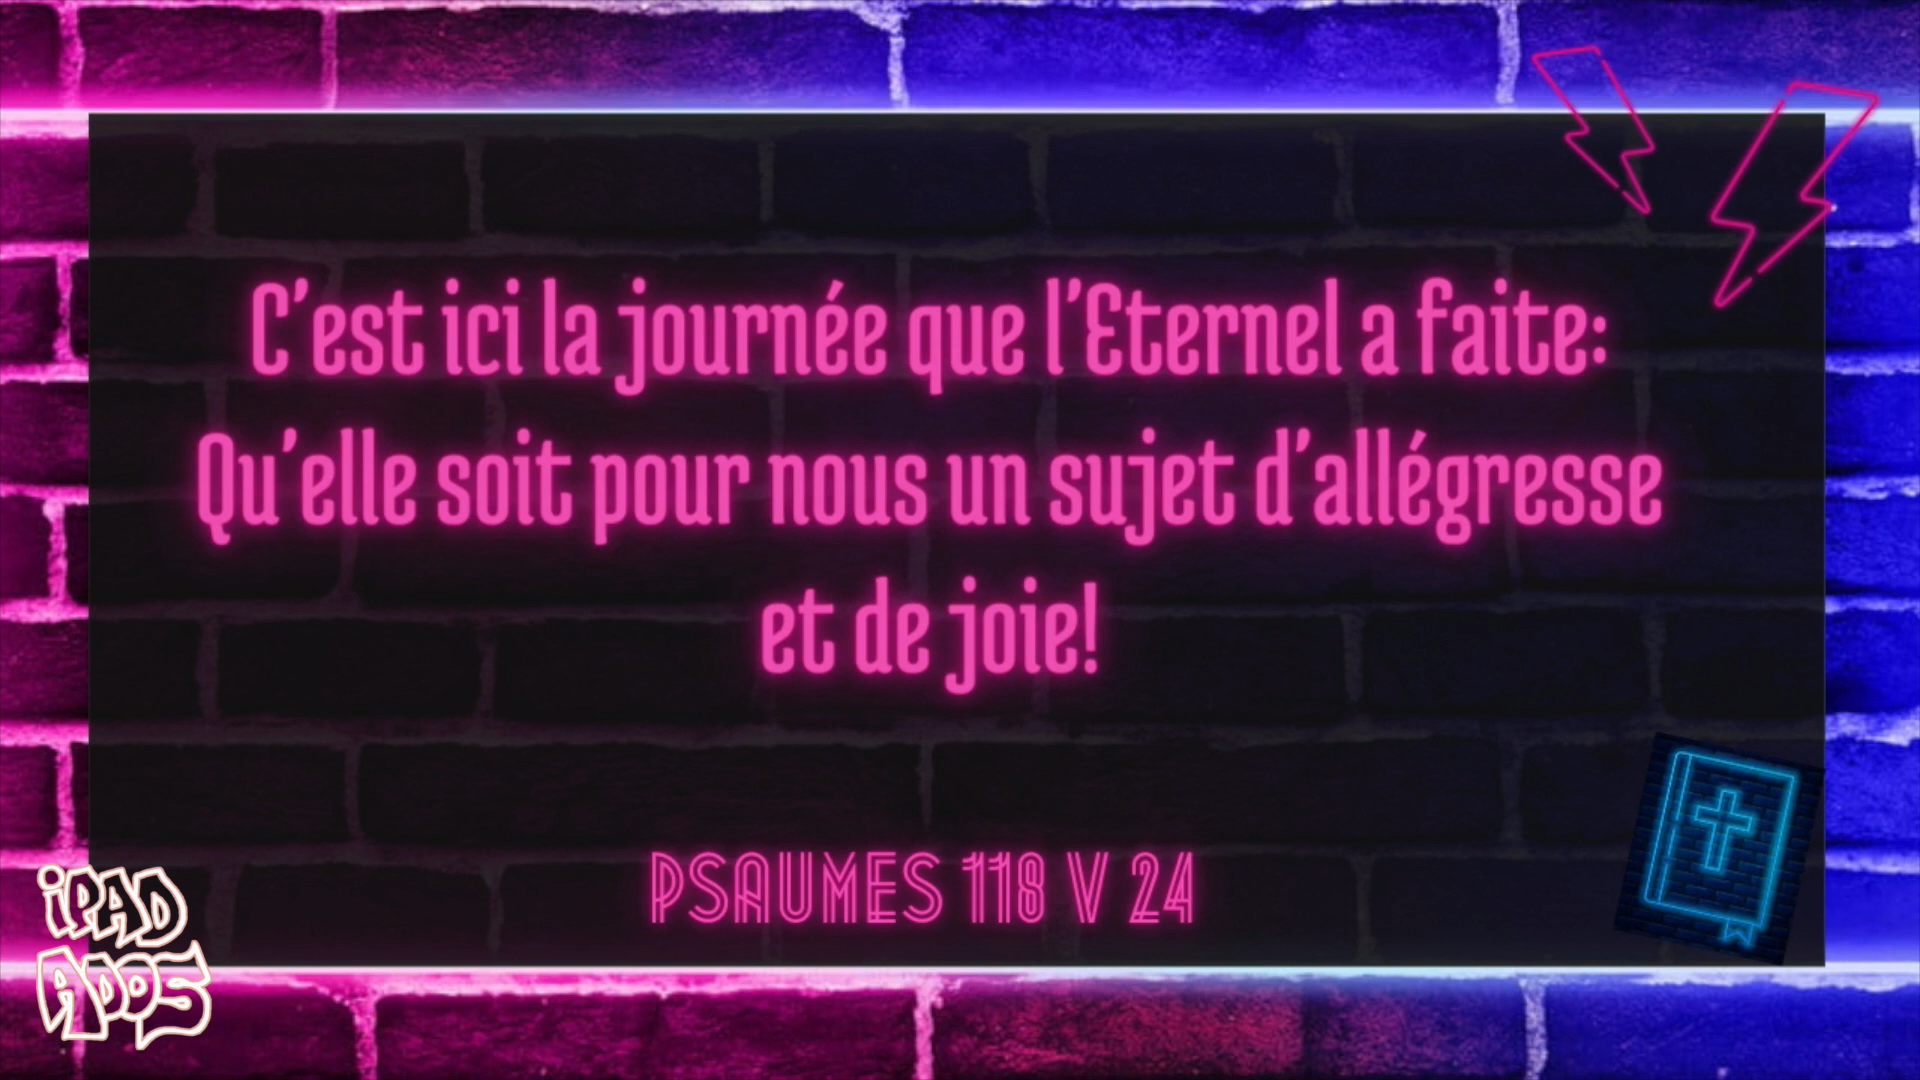 C'est ici la journée que l'Eternel a faite:
Qu'elle soit pour nous un sujet d'allégresse
et de joie!
PSAUMES 118 V 24
iPAD
ADOS